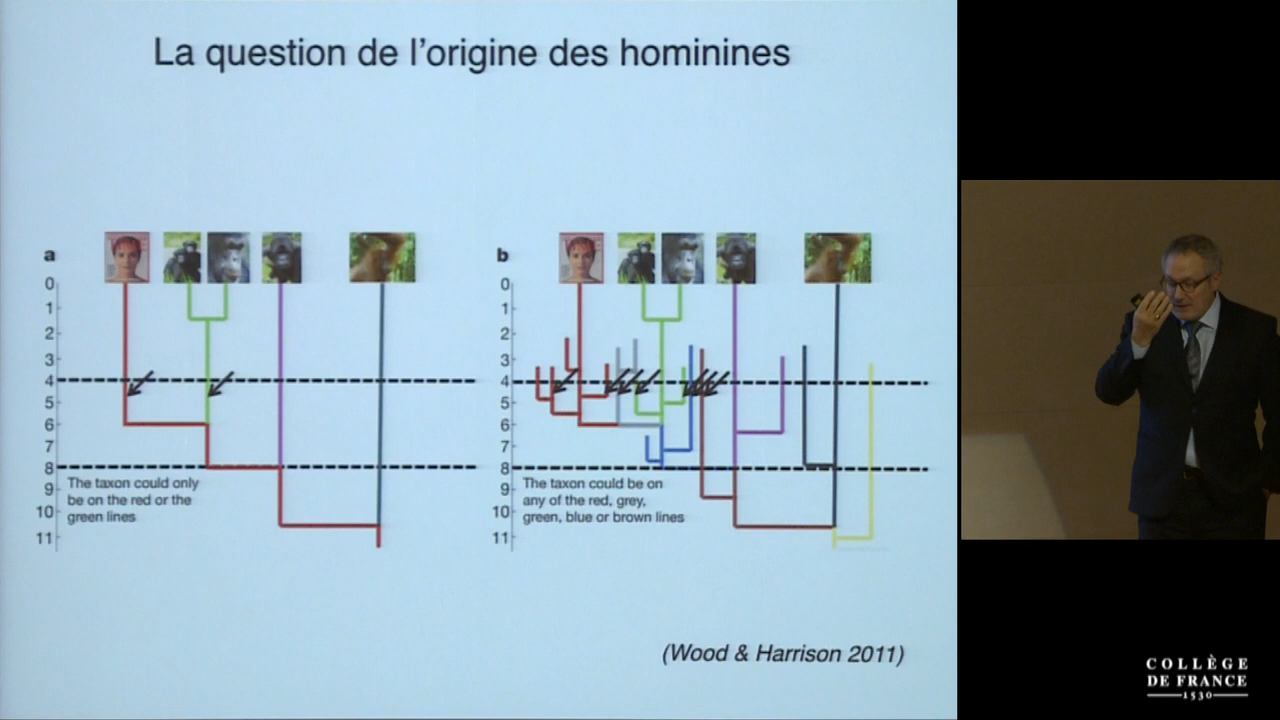 La question de l'origine des hominines
a
0
1
2
3
4
5
6
7
8
9
10
11
The taxon could only
be on the red or the
green lines
b
0
1
2
3
4
5
6
7
8
9
10
11
The taxon could be on
any of the red, grey,
green, blue or brown lines
(Wood & Harrison 2011)
COLLÈGE
DE FRANCE
1530